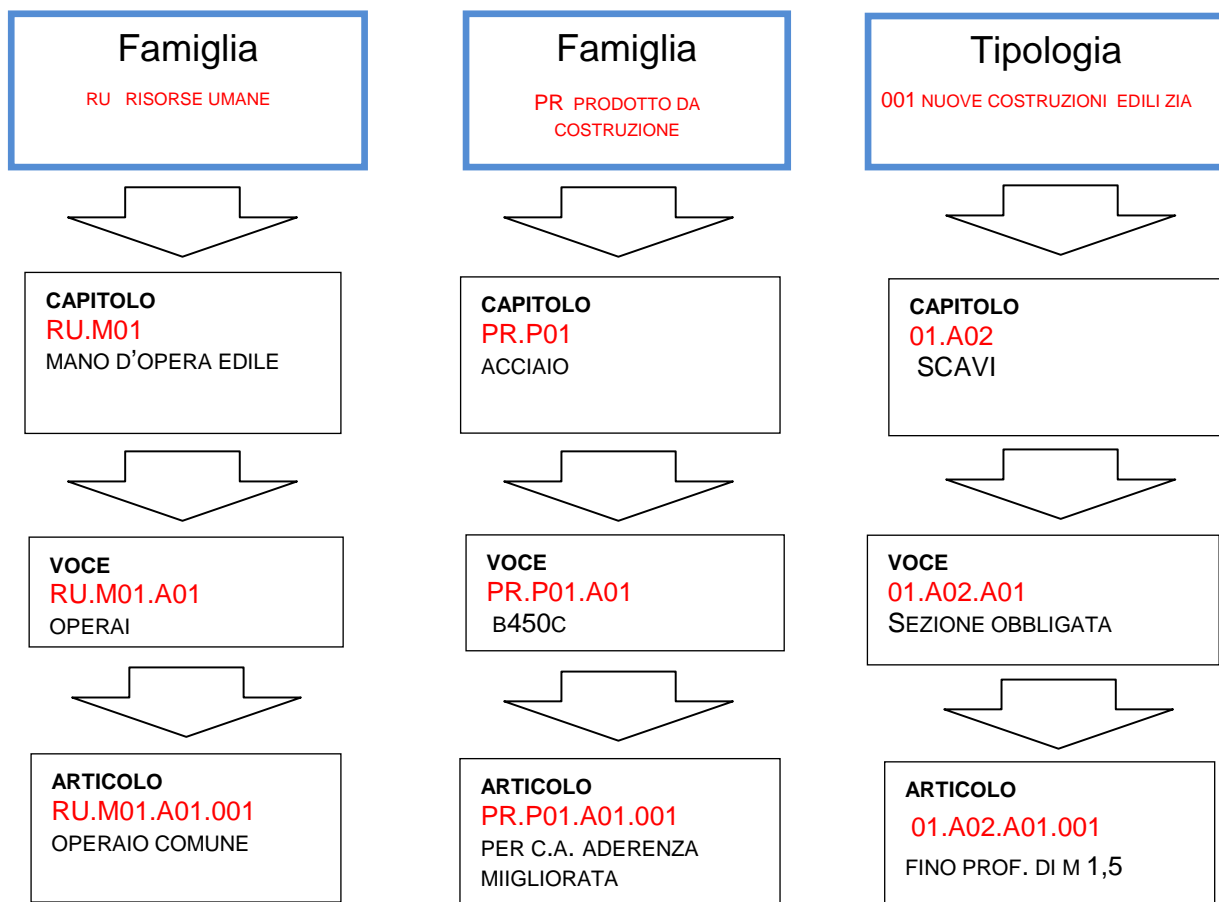 Famiglia
RU RISORSE UMANE
CAPITOLO
RU.M01
MANO D'OPERA EDILE
VOCE
RU.M01.A01
OPERAI
ARTICOLO
RU.M01.A01.001
OPERAIO COMUNE
Famiglia
PR PRODOTTO DA
COSTRUZIONE
CAPITOLO
PR.P01
ACCIAIO
VOCE
PR.P01.A01
B450C
ARTICOLO
PR.P01.A01.001
PER C.A. ADERENZA
MIIGLIORATA
Tipologia
001 NUOVE COSTRUZIONI EDILI ZIA
CAPITOLO
01.A02
SCAVI
VOCE
01.A02.A01
SEZIONE OBBLIGATA
ARTICOLO
01.A02.A01.001
FINO PROF. DI M 1,5